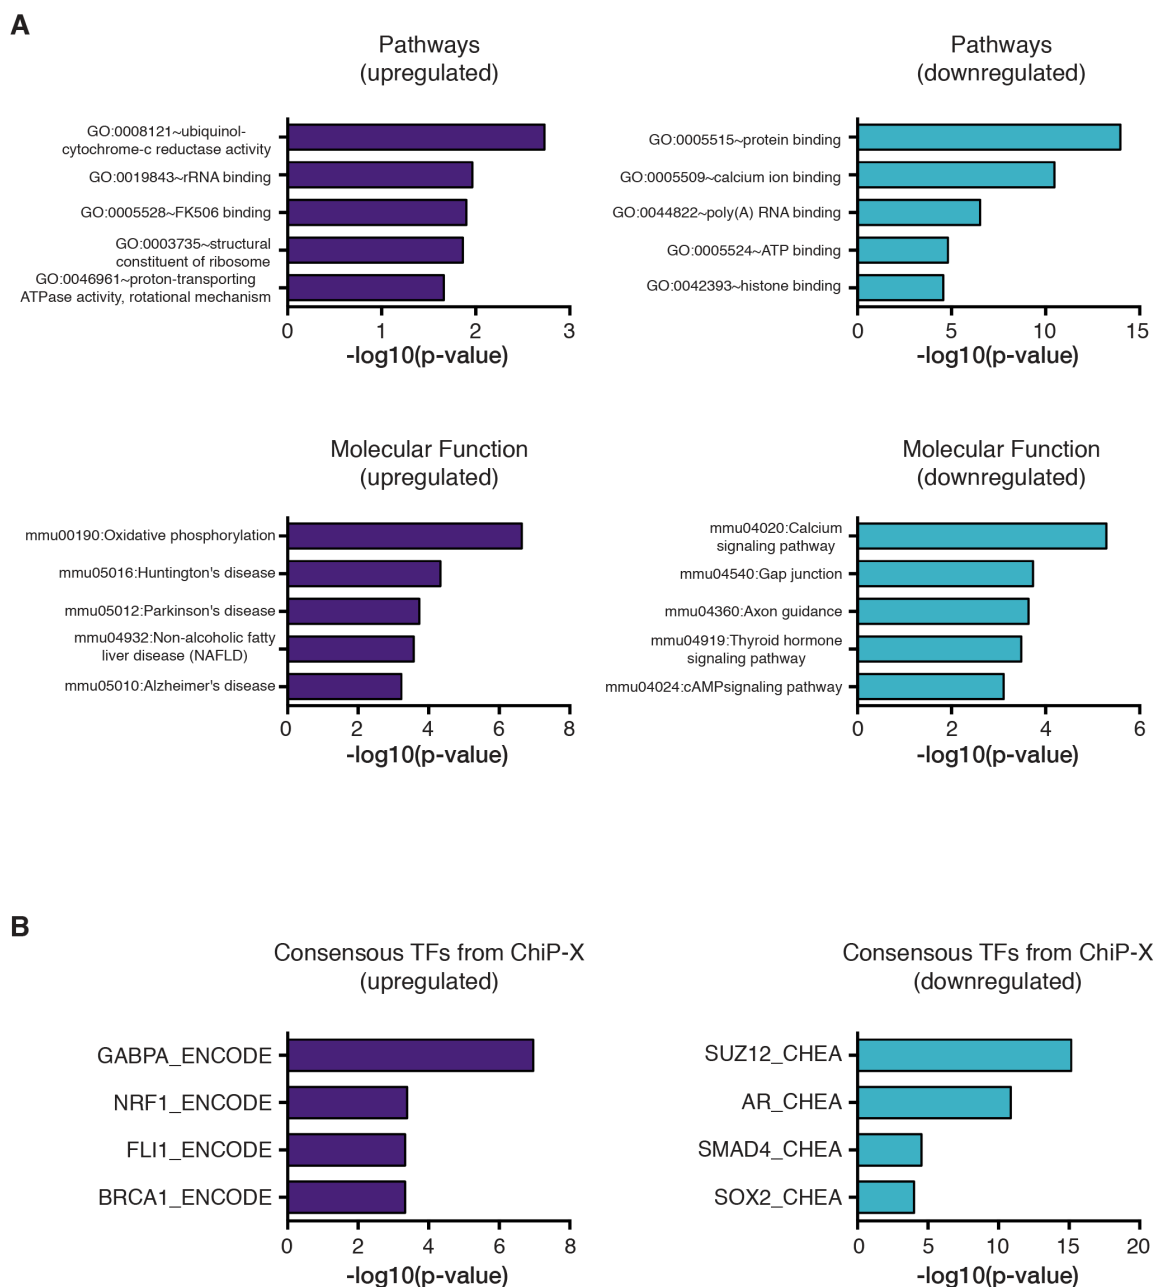 A
Pathways
(upregulated)
GO:0008121~ubiquinol-
cytochrome-c reductase activity
GO:0019843~rRNA binding
GO:0005528~FK506 binding
GO:0003735~structural
constituent of ribosome
GO:0046961~proton-transporting
ATPase activity, rotational mechanism
0 1 2 3
-log10(p-value)
Pathways
(downregulated)
GO:0005515~protein binding
GO:0005509~calcium ion binding
GO:0044822~poly(A) RNA binding
GO:0005524~ATP binding
GO:0042393~histone binding
0 5 10 15
-log10(p-value)
Molecular Function
(upregulated)
mmu00190:Oxidative phosphorylation
mmu05016:Huntington's disease
mmu05012:Parkinson's disease
mmu04932:Non-alcoholic fatty
liver disease (NAFLD)
mmu05010:Alzheimer's disease
0 2 4 6 8
-log10(p-value)
Molecular Function
(downregulated)
mmu04020:Calcium
signaling pathway
mmu04540:Gap junction
mmu04360:Axon guidance
mmu04919:Thyroid hormone
signaling pathway
mmu04024:cAMPsignaling pathway
0 2 4 6
-log10(p-value)
B
Consensous TFs from ChiP-X
(upregulated)
GABPA_ENCODE
NRF1_ENCODE
FLI1_ENCODE
BRCA1_ENCODE
0 2 4 6 8
-log10(p-value)
Consensous TFs from ChiP-X
(downregulated)
SUZ12_CHEA
AR_CHEA
SMAD4_CHEA
SOX2_CHEA
0 5 10 15 20
-log10(p-value)